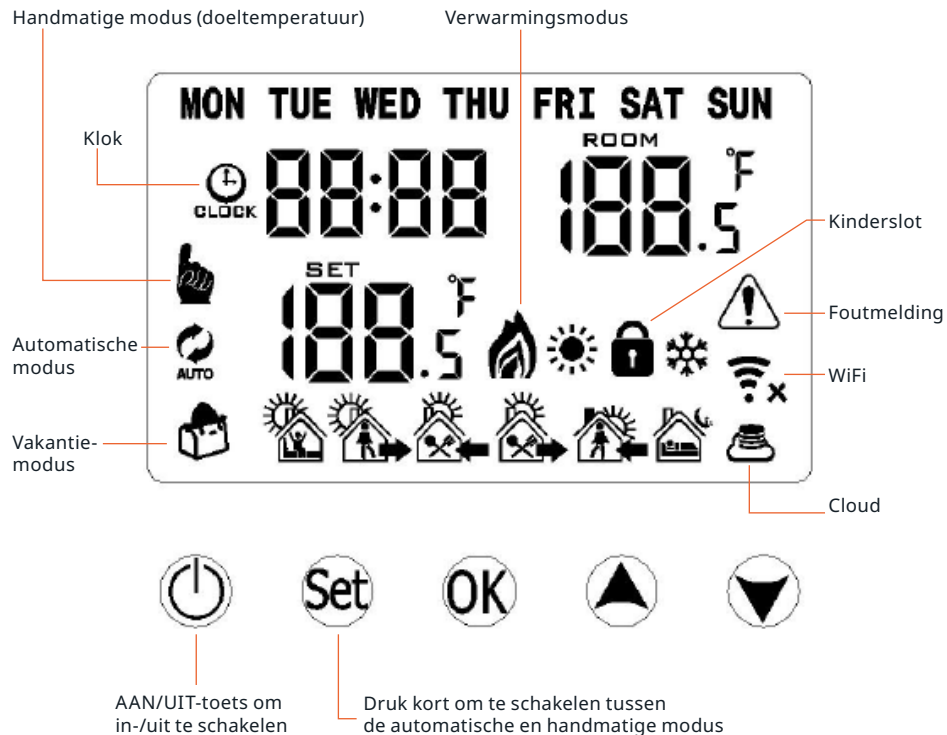 Handmatige modus (doeltemperatuur)
Verwarmingsmodus
MON TUE WED THU FRI SAT SUN
Klok
CLOCK
88:88
ROOM
188.5 °F
Kinderslot
SET
188.5 °F
Foutmelding
Automatische
modus
AUTO
WiFi
Vakantie-
modus
Cloud
Set
OK
AAN/UIT-toets om
in-/uit te schakelen
Druk kort om te schakelen tussen
de automatische en handmatige modus